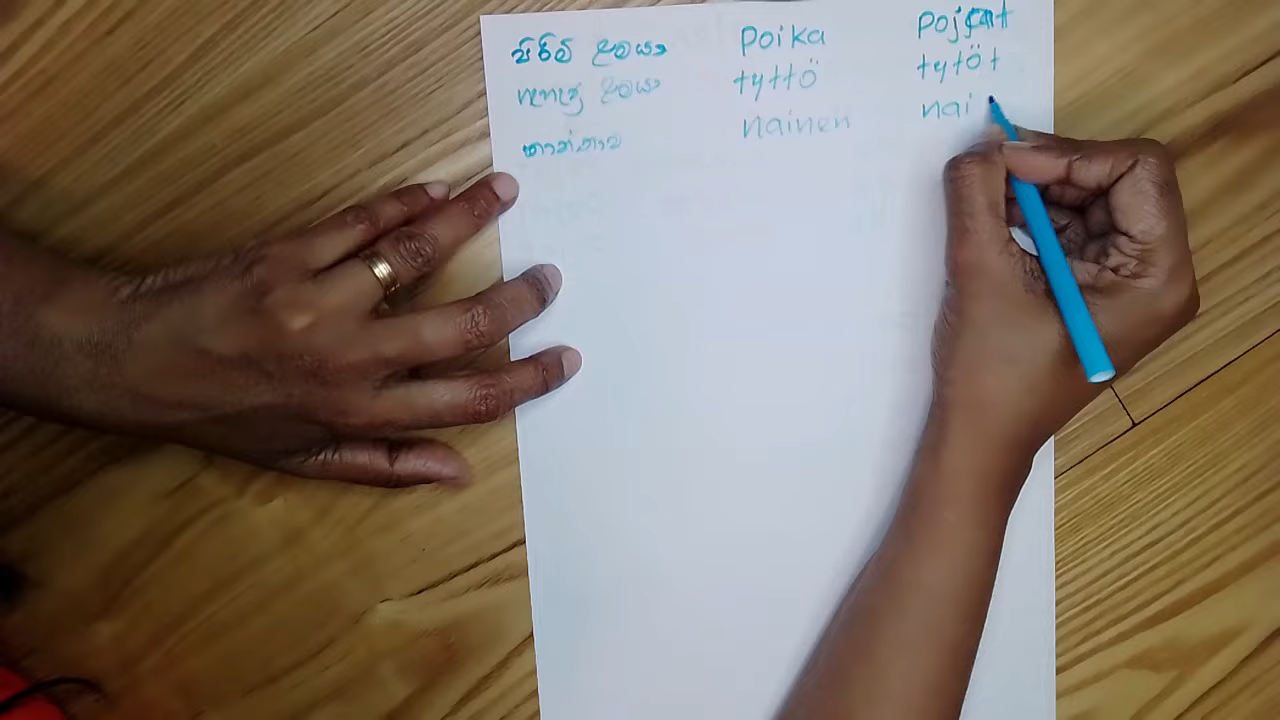 පිරිමි ළමයා poika pojat
ගැහැනු ළමයා tyttö tytöt
කාන්තාව nainen nai